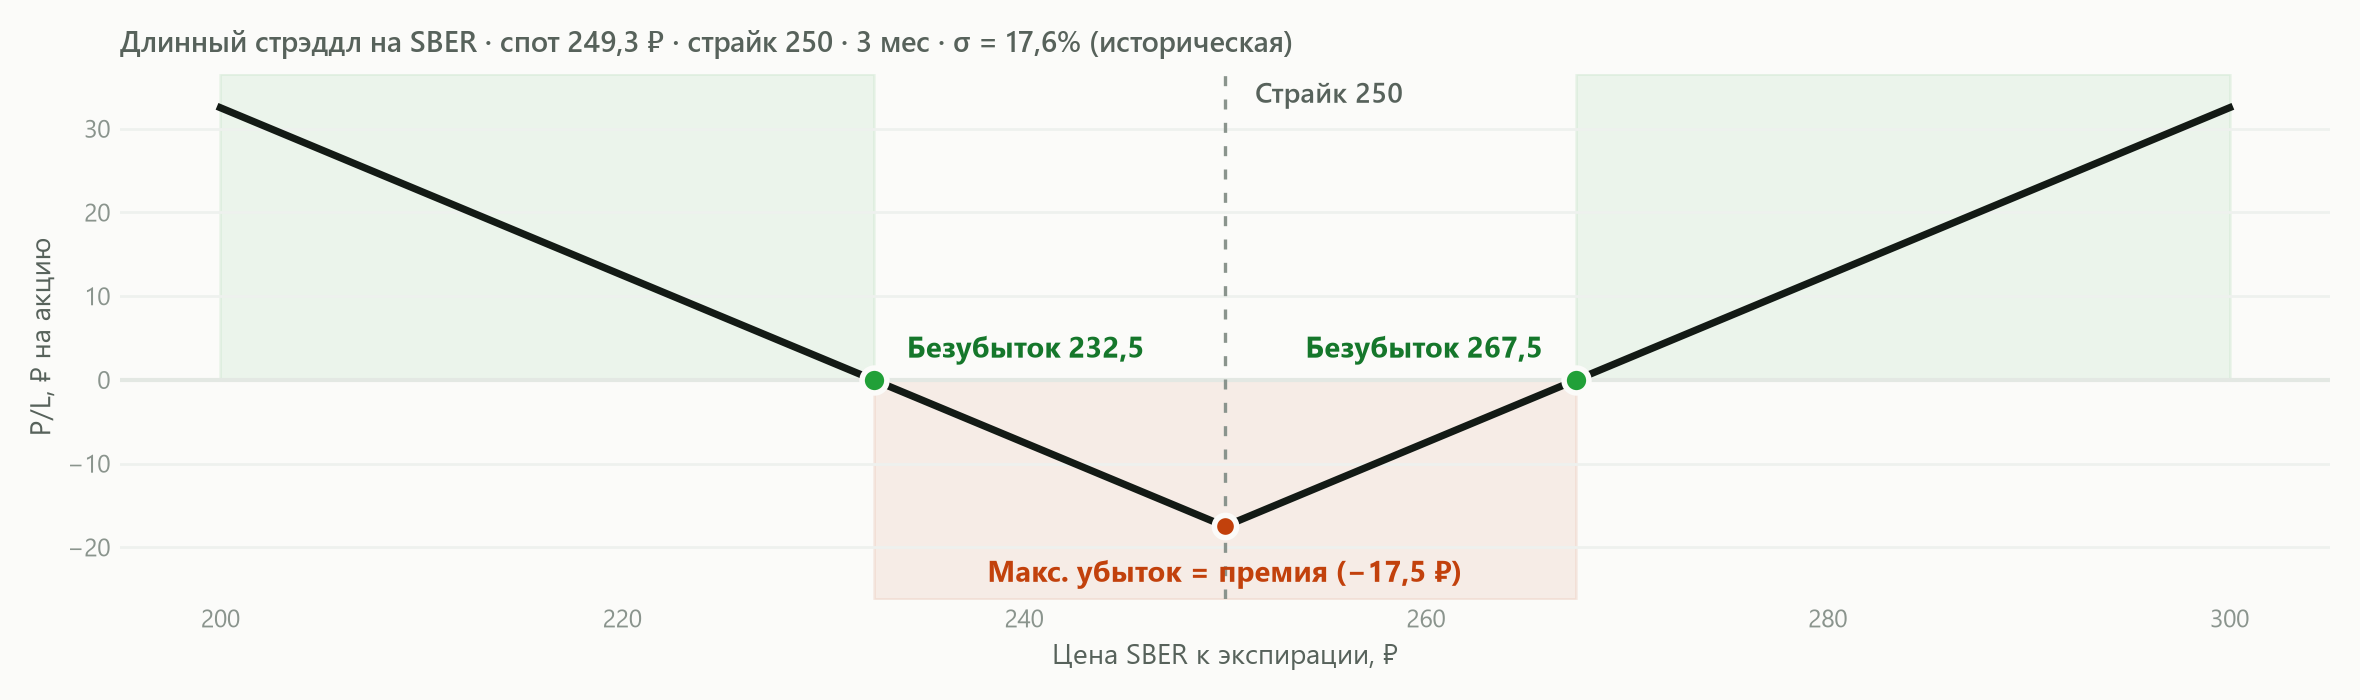 Длинный стрэддл на SBER · спот 249,3 ₽ · страйк 250 · 3 мес · σ = 17,6% (историческая)
Страйк 250
30
20
10
0
−10
−20
P/L, ₽ на акцию
Безубыток 232,5
Безубыток 267,5
Макс. убыток = премия (−17,5 ₽)
200
220
240
260
280
300
Цена SBER к экспирации, ₽